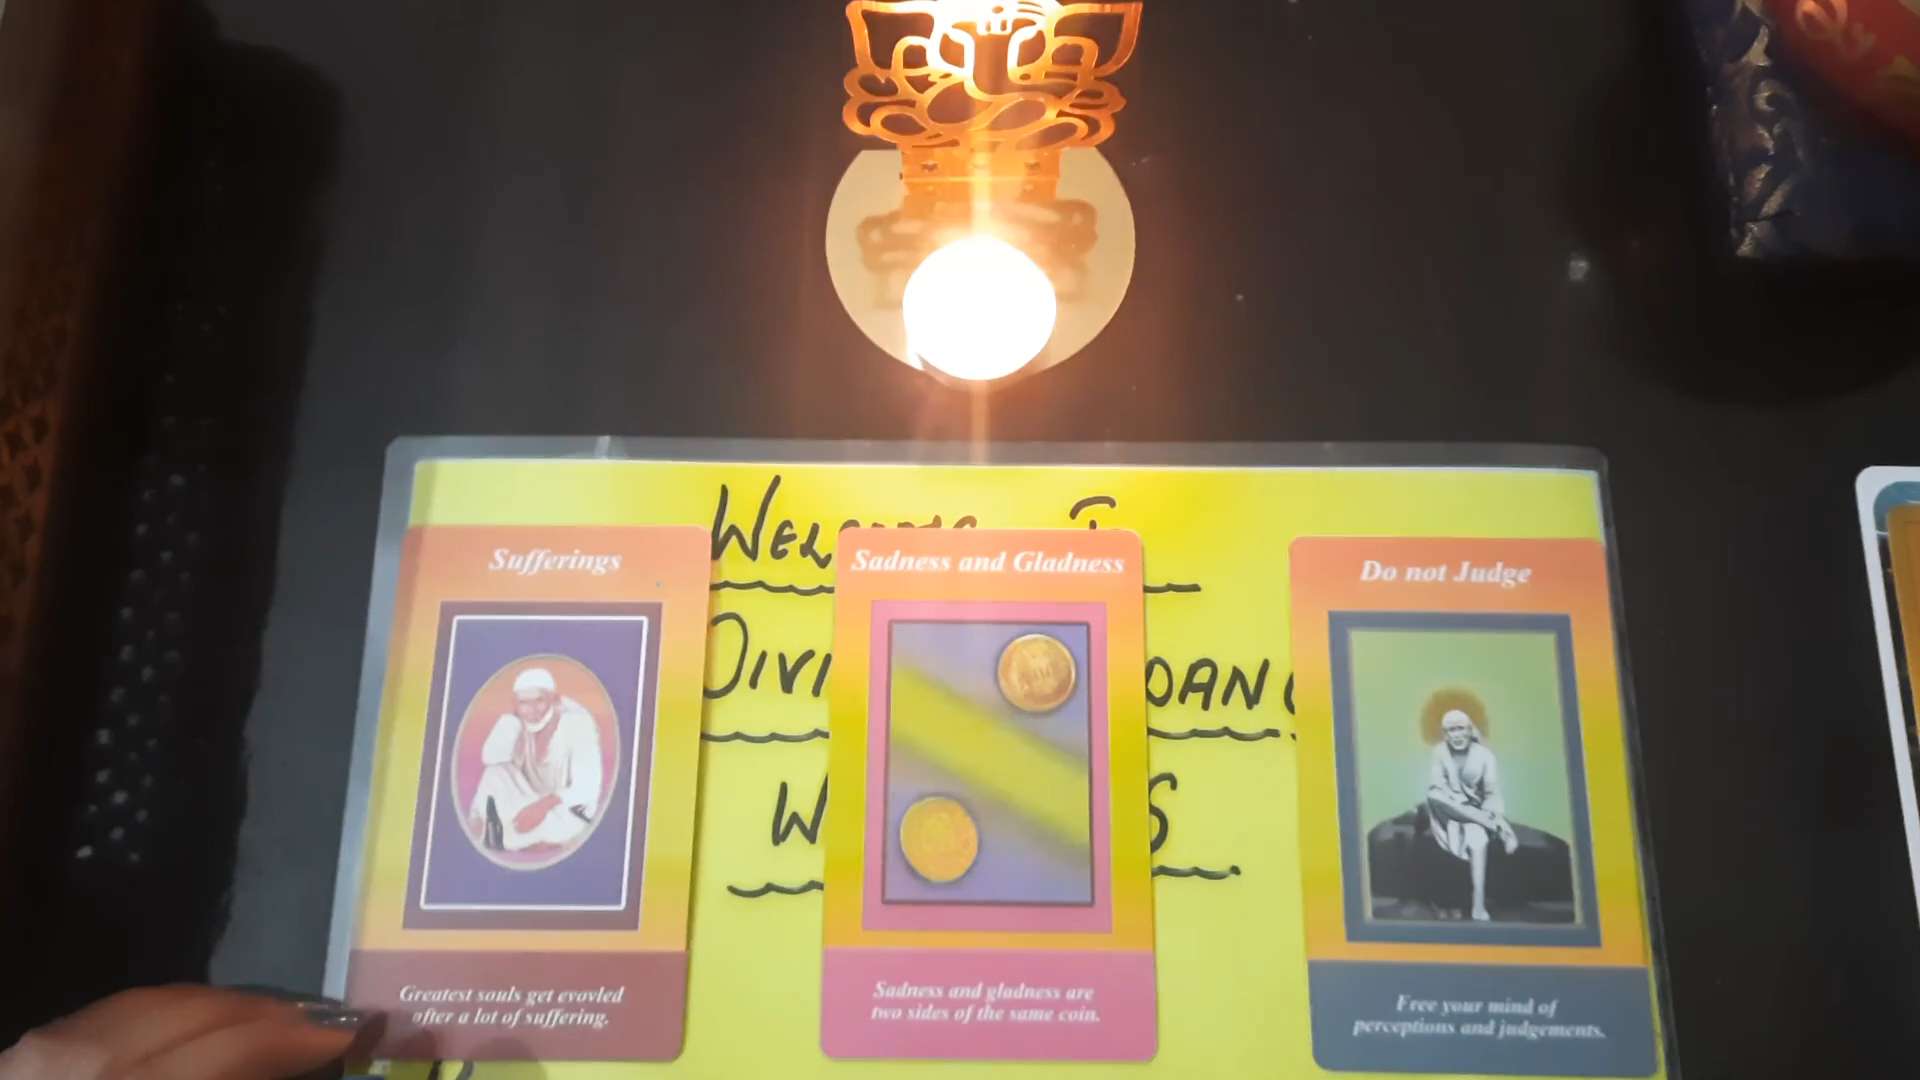 Sufferings
Greatest souls get evovled
after a lot of suffering.
Sadness and Gladness
Sadness and gladness are
two sides of the same coin.
Do not Judge
Free your mind of
perceptions and judgements.